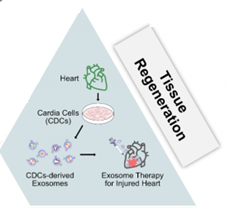 Heart
Cardia Cells
(CDCs)
CDCs-derived
Exosomes
Exosome Therapy
for Injured Heart
Tissue
Regeneration